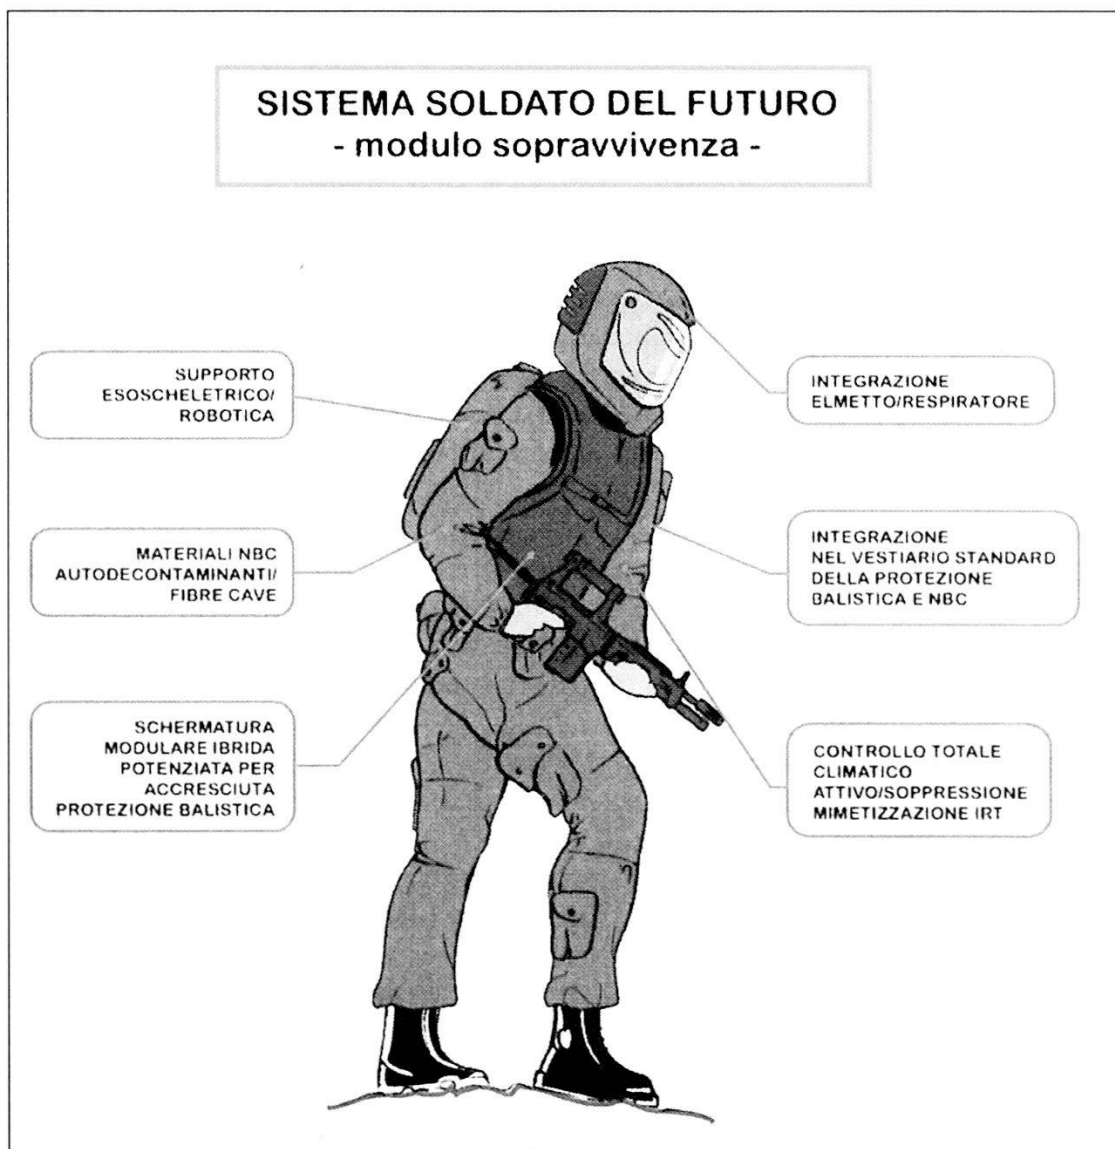 SISTEMA SOLDATO DEL FUTURO
- modulo sopravvivenza -
SUPPORTO
ESOSCHELETRICO/
ROBOTICA
MATERIALI NBC
AUTODECONTAMINANTI/
FIBRE CAVE
SCHERMATURA
MODULARE IBRIDA
POTENZIATA PER
ACCRESCIUTA
PROTEZIONE BALISTICA
INTEGRAZIONE
ELMETTO/RESPIRATORE
INTEGRAZIONE
NEL VESTIARIO STANDARD
DELLA PROTEZIONE
BALISTICA E NBC
CONTROLLO TOTALE
CLIMATICO
ATTIVO/SOPPRESSIONE
MIMETIZZAZIONE IRT